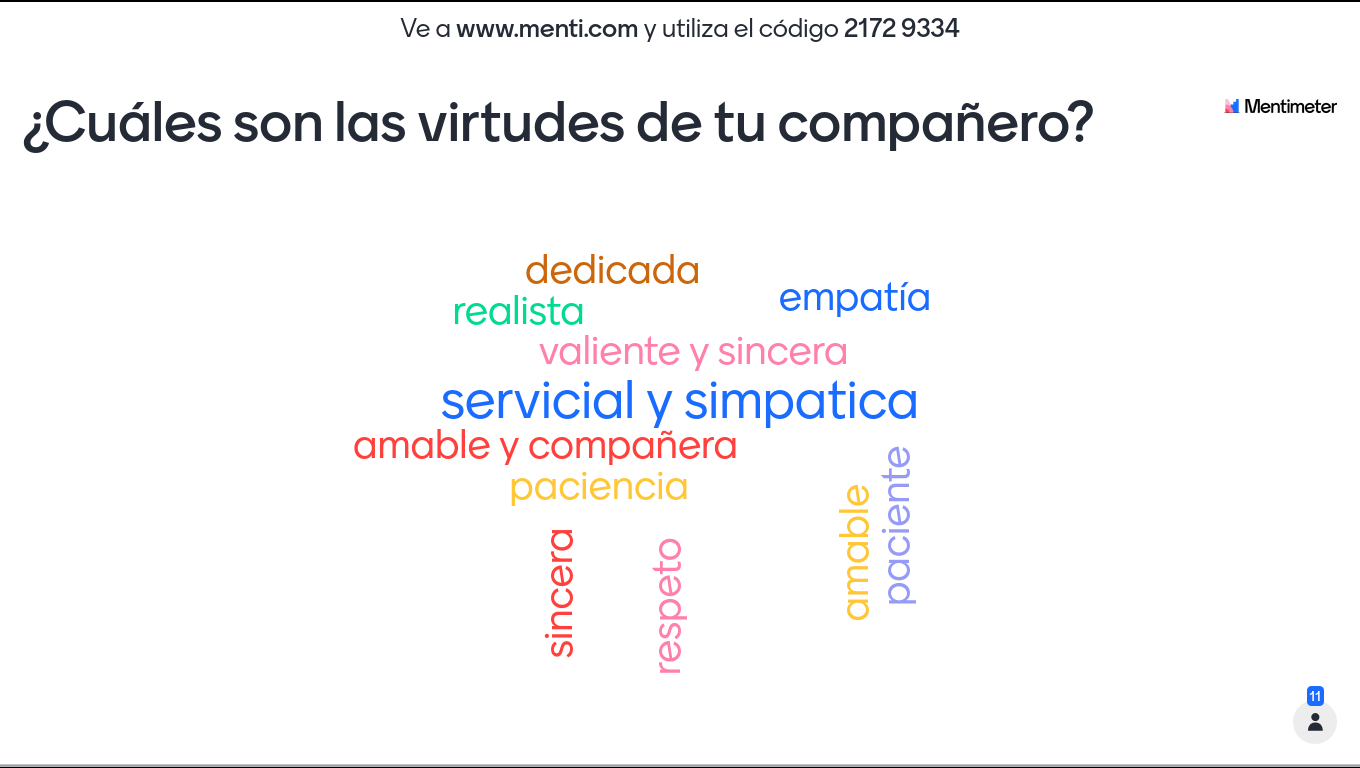 Ve a www.menti.com y utiliza el código 2172 9334
¿Cuáles son las virtudes de tu compañero?
Mentimeter
dedicada
empatía
realista
valiente y sincera
servicial y simpatica
amable y compañera
paciencia
sincera
respeto
amable
paciente
11